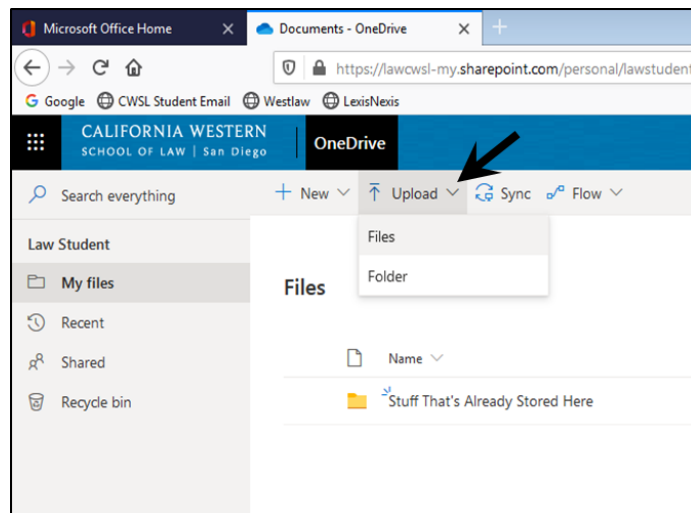 Microsoft Office Home
Documents - OneDrive
https://lawcwsl-my.sharepoint.com/personal/lawstudent
Google CWSL Student Email Westlaw LexisNexis
CALIFORNIA WESTERN
SCHOOL OF LAW | San Diego
OneDrive
Search everything
New Upload Sync Flow
Law Student
Files
My files
Folder
Files
Recent
Name
Shared
Stuff That's Already Stored Here
Recycle bin